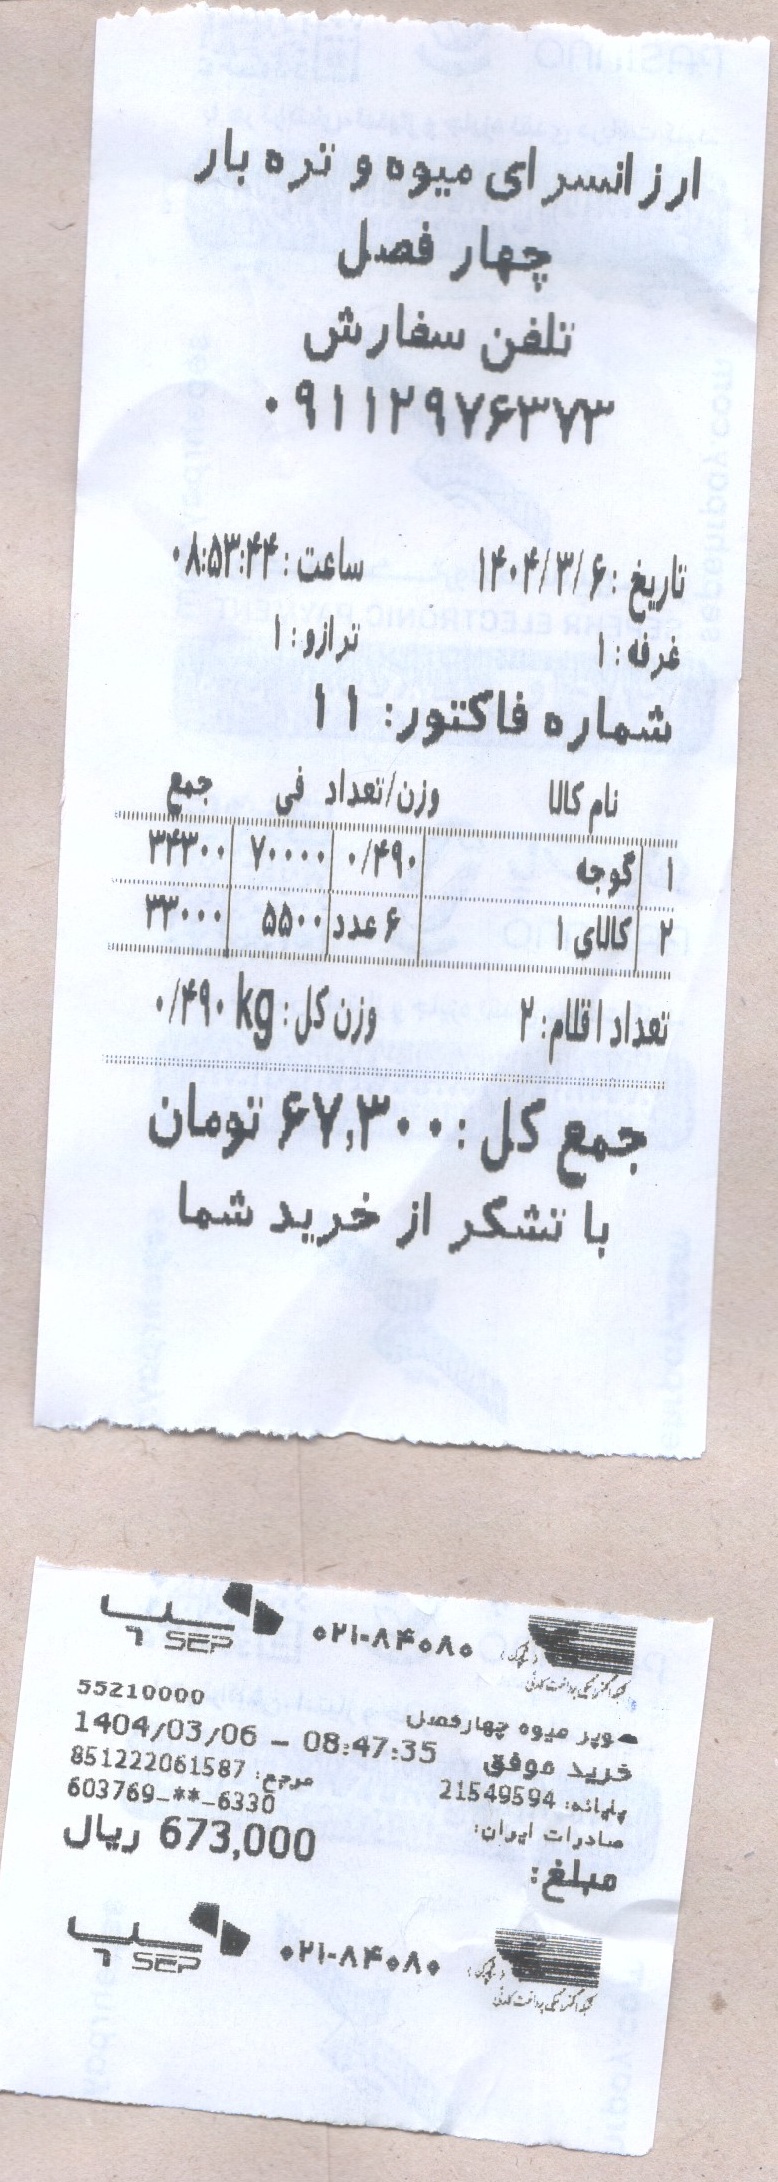 ارزانسرای میوه و تره بار
چهار فصل
تلفن سفارش
۰۹۱۱۲۹۷۶۳۷۳
تاریخ :۱۴۰۴/۳/۶ ساعت :۰۸:۵۳:۴۴
غرفه :۱ ترازو :۱
شماره فاکتور: ۱۱
نام کالا وزن/تعداد فی جمع
۱ گوجه ۰/۴۹۰ ۷۰۰۰۰ ۳۴۳۰۰
۲ کالای ۱ ۶ عدد ۵۵۰۰ ۳۳۰۰۰
تعداد اقلام:۲ وزن کل: ۰/۴۹۰ kg
جمع کل :۶۷,۳۰۰ تومان
با تشکر از خرید شما
سپ SEP ۰۲۱-۸۴۰۸۰
سوپر میوه چهارفصل 55210000
خرید موفق 1404/03/06 - 08:47:35
پایانه: 21549594 مرجع: 851222061587
صادرات ایران: 603769-**-6330
مبلغ: 673,000 ریال
سپ SEP ۰۲۱-۸۴۰۸۰